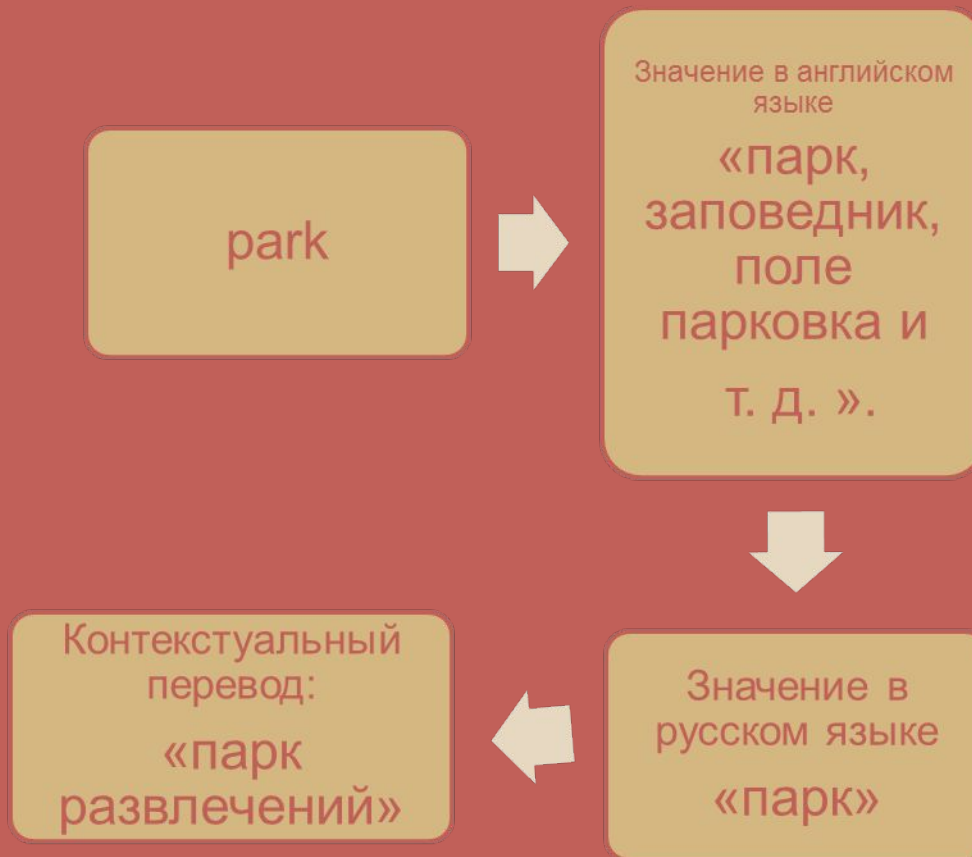 park
Значение в английском
языке
«парк,
заповедник,
поле
парковка и
т. д. ».
Значение в
русском языке
«парк»
Контекстуальный
перевод:
«парк
развлечений»